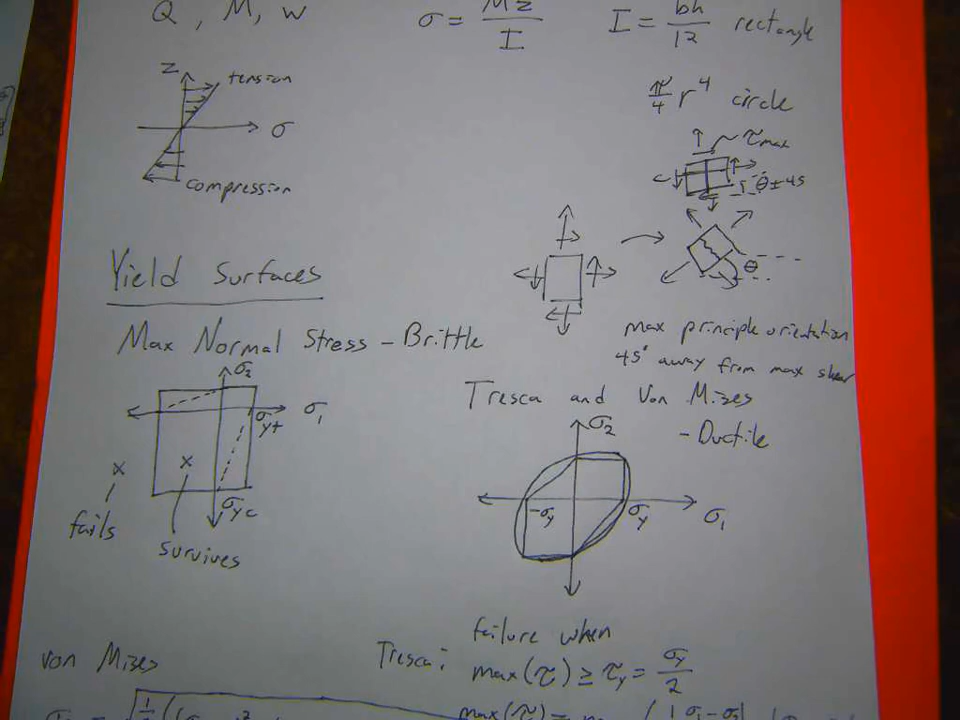 Q, M, w
σ = Mz/I
I = bh/12 rectangle
π/4 r⁴ circle
z
tension
σ
compression
τmax
θ±45
θ
max principle orientation
45° away from max shear
Yield Surfaces
Max Normal Stress - Brittle
σ₂
σ₁
σyt
σyc
x
x
fails
survives
Tresca and Von Mizes
- Ductile
σ₂
σ₁
-σy
σy
von Mizes
Tresca: failure when
max(τ) ≥ τy = σy/2